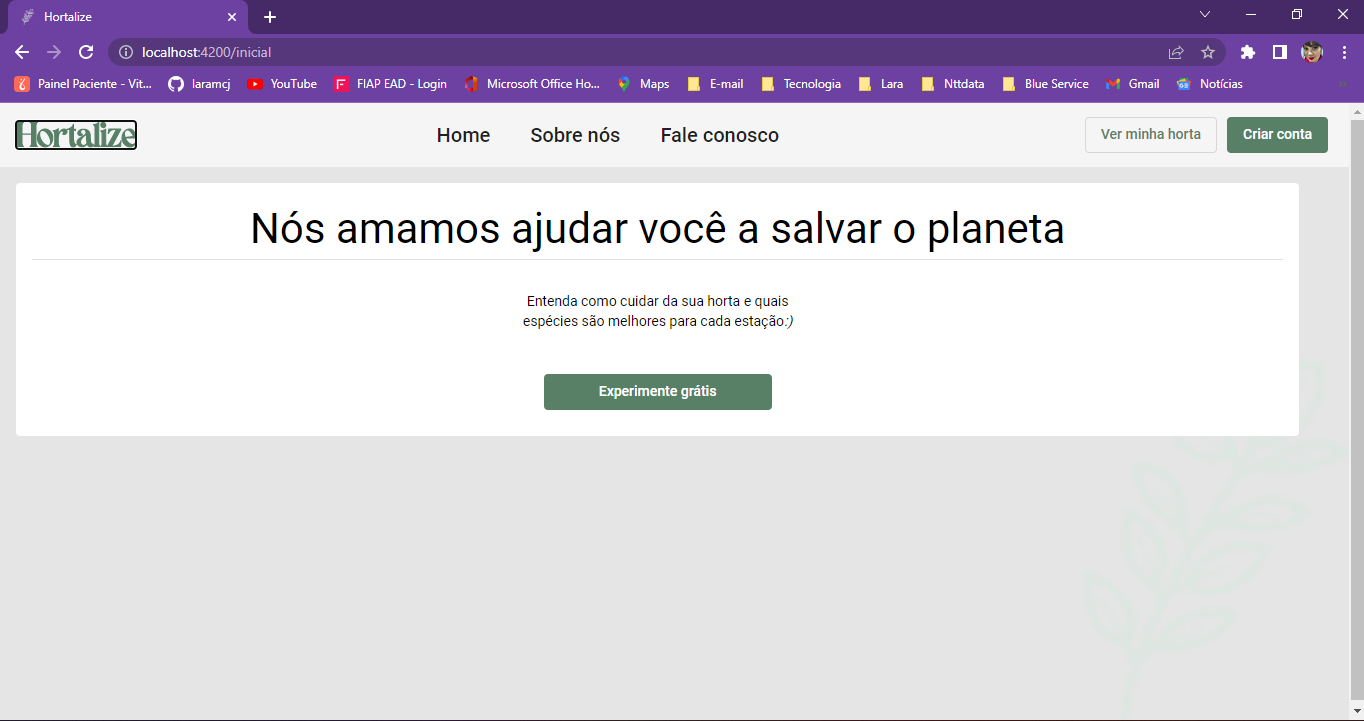 Hortalize
localhost:4200/inicial
Painel Paciente - Vit... laramcj YouTube FIAP EAD - Login Microsoft Office Ho... Maps E-mail Tecnologia Lara Nttdata Blue Service Gmail Notícias
Hortalize Home Sobre nós Fale conosco Ver minha horta Criar conta
Nós amamos ajudar você a salvar o planeta
Entenda como cuidar da sua horta e quais
espécies são melhores para cada estação:)
Experimente grátis